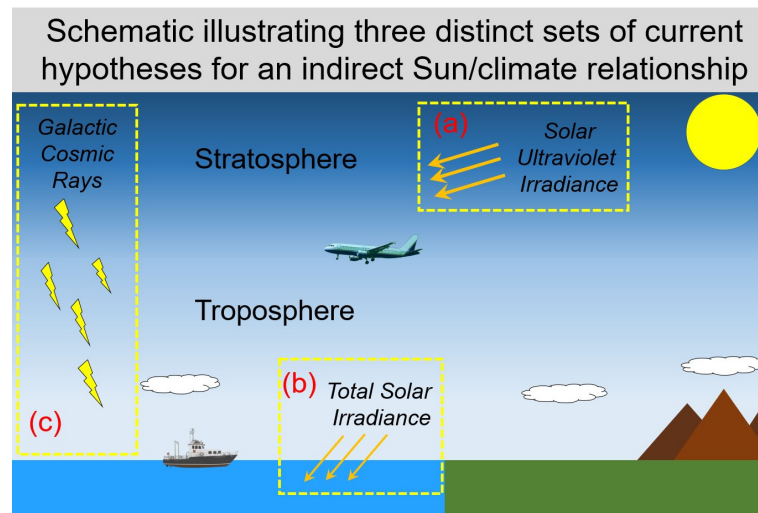 Schematic illustrating three distinct sets of current
hypotheses for an indirect Sun/climate relationship
Galactic
Cosmic
Rays
Stratosphere
(a)
Solar
Ultraviolet
Irradiance
Troposphere
(b)
Total Solar
Irradiance
(c)